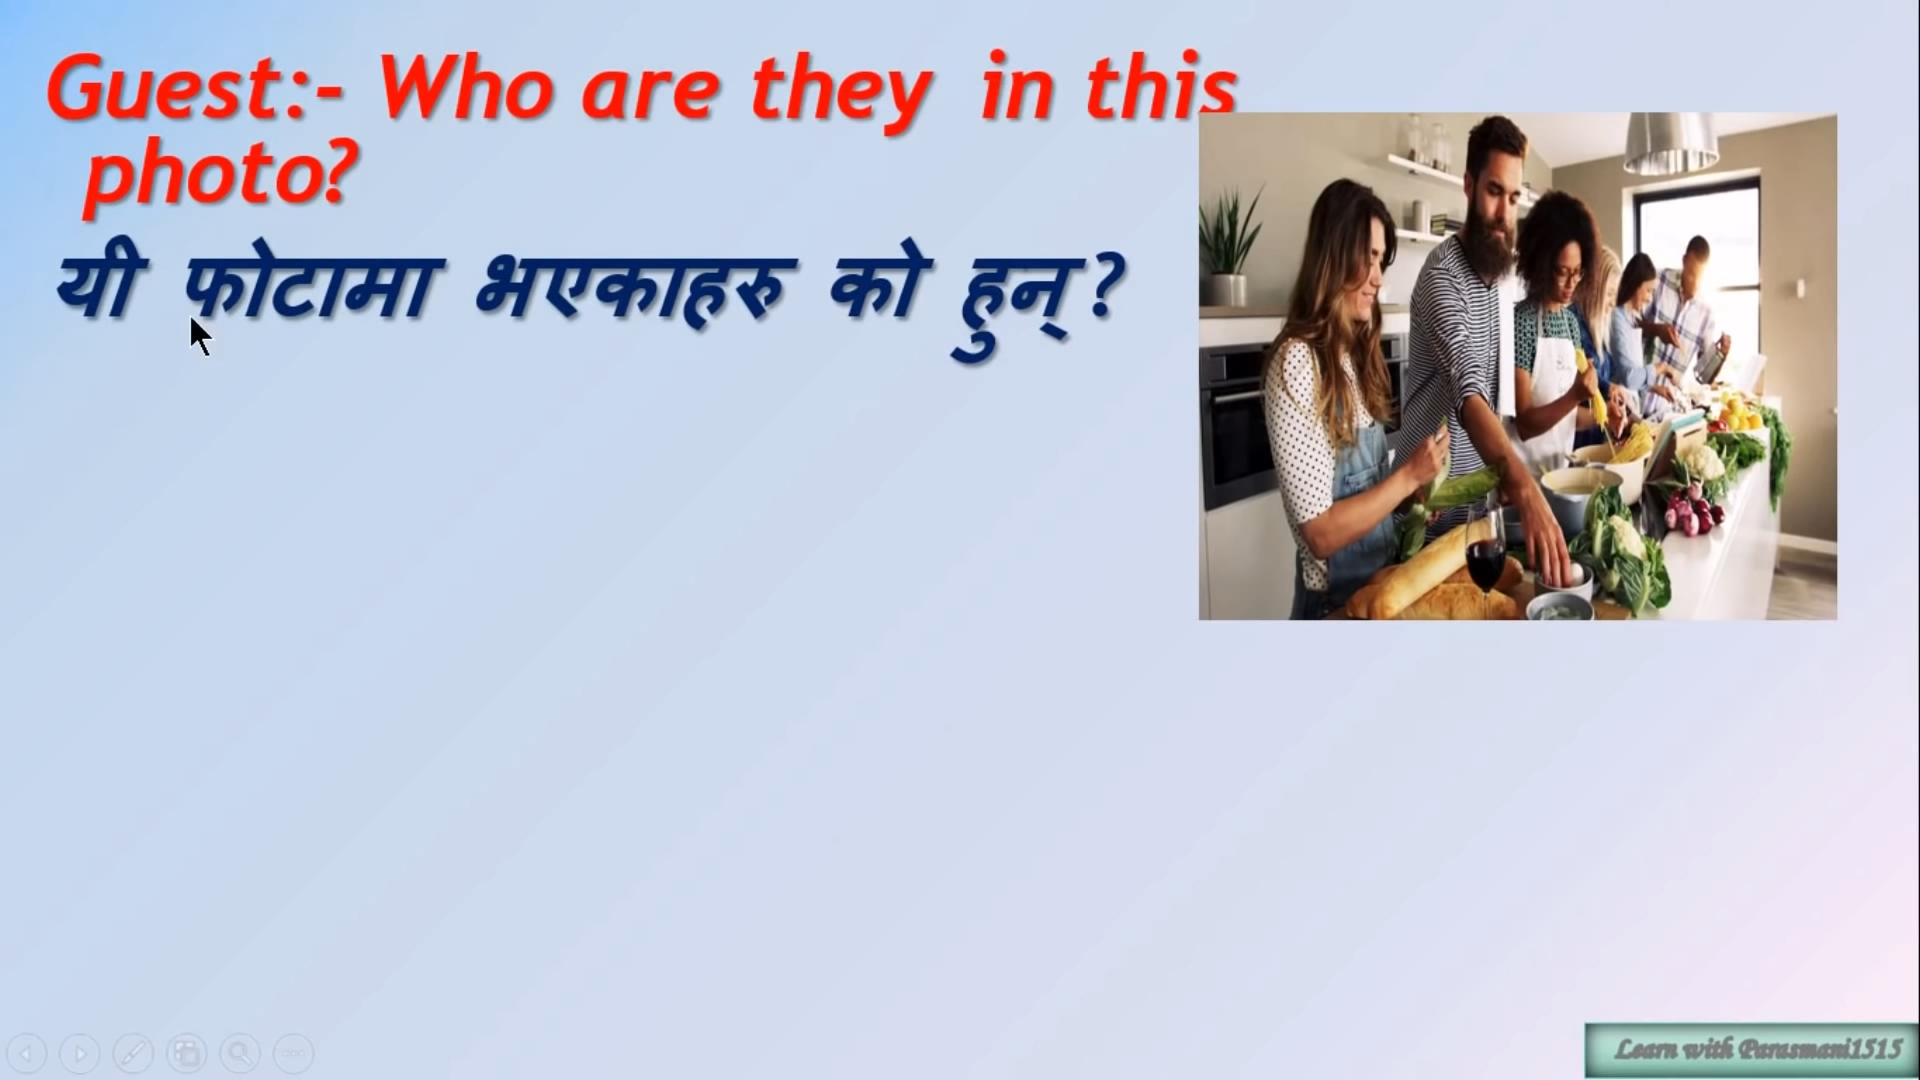 Guest:- Who are they in this
photo?
यी फोटामा भएकाहरु को हुन्?
Learn with Parasmani1515